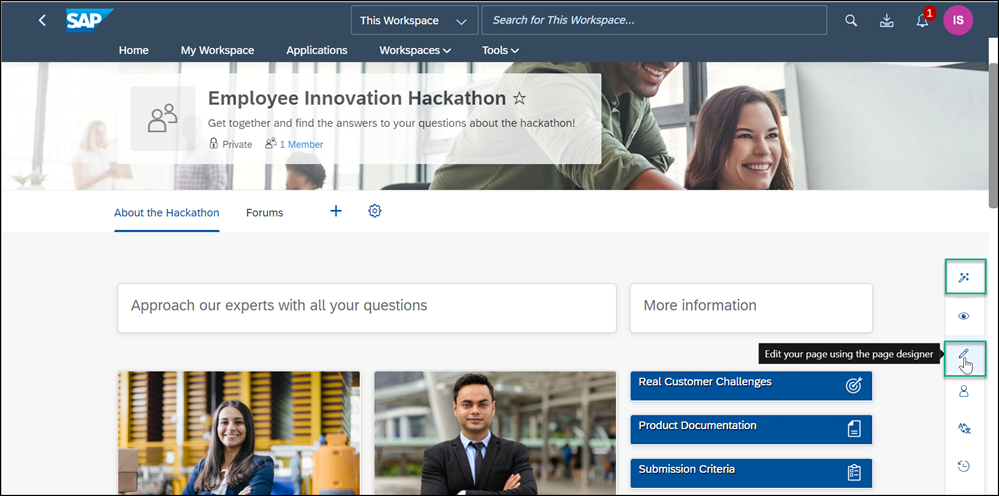 SAP
This Workspace
Search for This Workspace...
1
IS
Home My Workspace Applications Workspaces Tools
Employee Innovation Hackathon
Get together and find the answers to your questions about the hackathon!
Private 1 Member
About the Hackathon Forums
Approach our experts with all your questions
More information
Edit your page using the page designer
Real Customer Challenges
Product Documentation
Submission Criteria